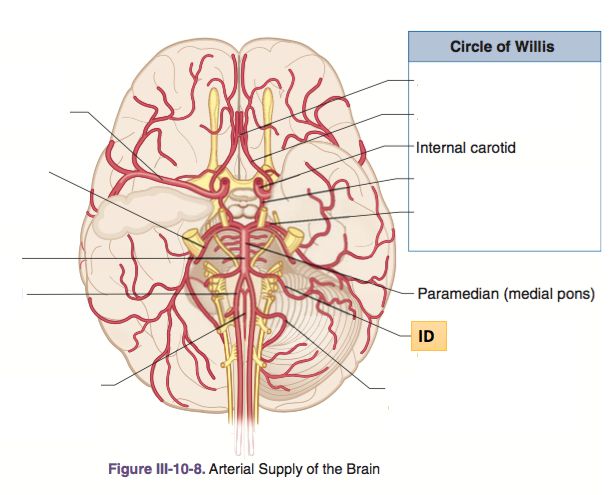 Circle of Willis
Internal carotid
Paramedian (medial pons)
ID
Figure III-10-8. Arterial Supply of the Brain